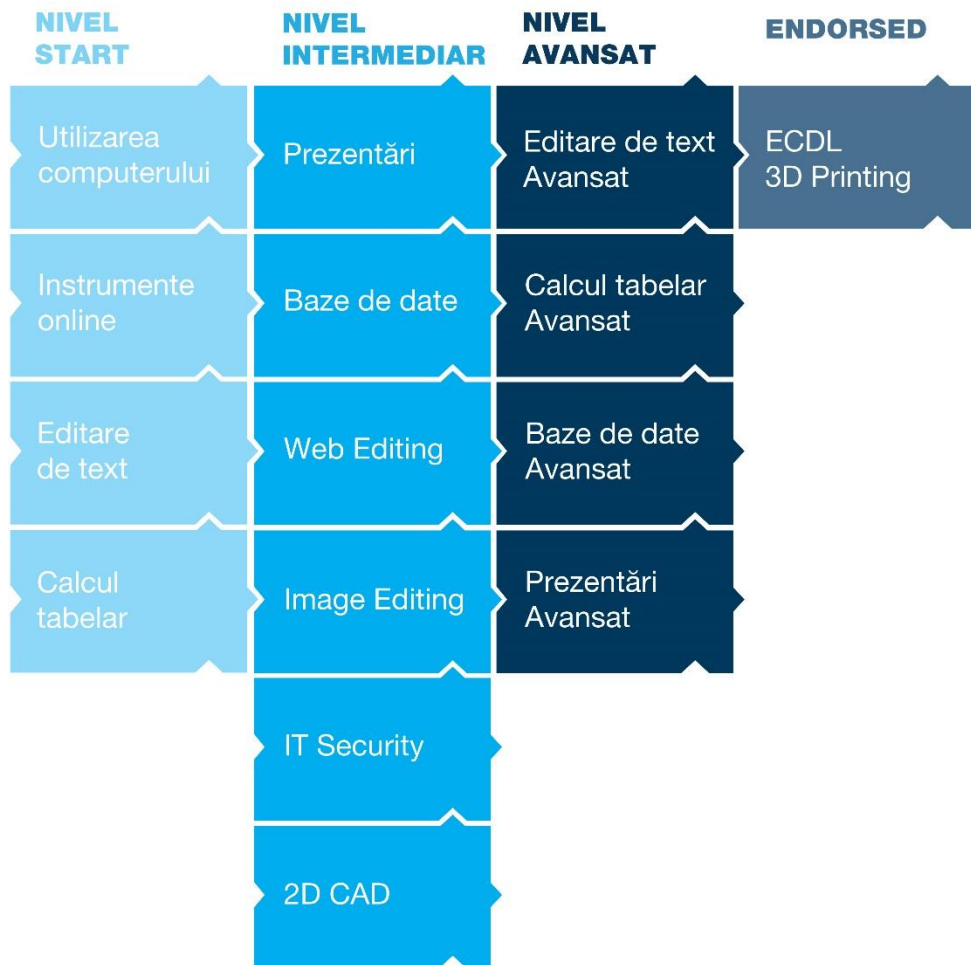 NIVEL
START
Utilizarea
computerului
Instrumente
online
Editare
de text
Calcul
tabelar
NIVEL
INTERMEDIAR
Prezentări
Baze de date
Web Editing
Image Editing
IT Security
2D CAD
NIVEL
AVANSAT
Editare de text
Avansat
Calcul tabelar
Avansat
Baze de date
Avansat
Prezentări
Avansat
ENDORSED
ECDL
3D Printing